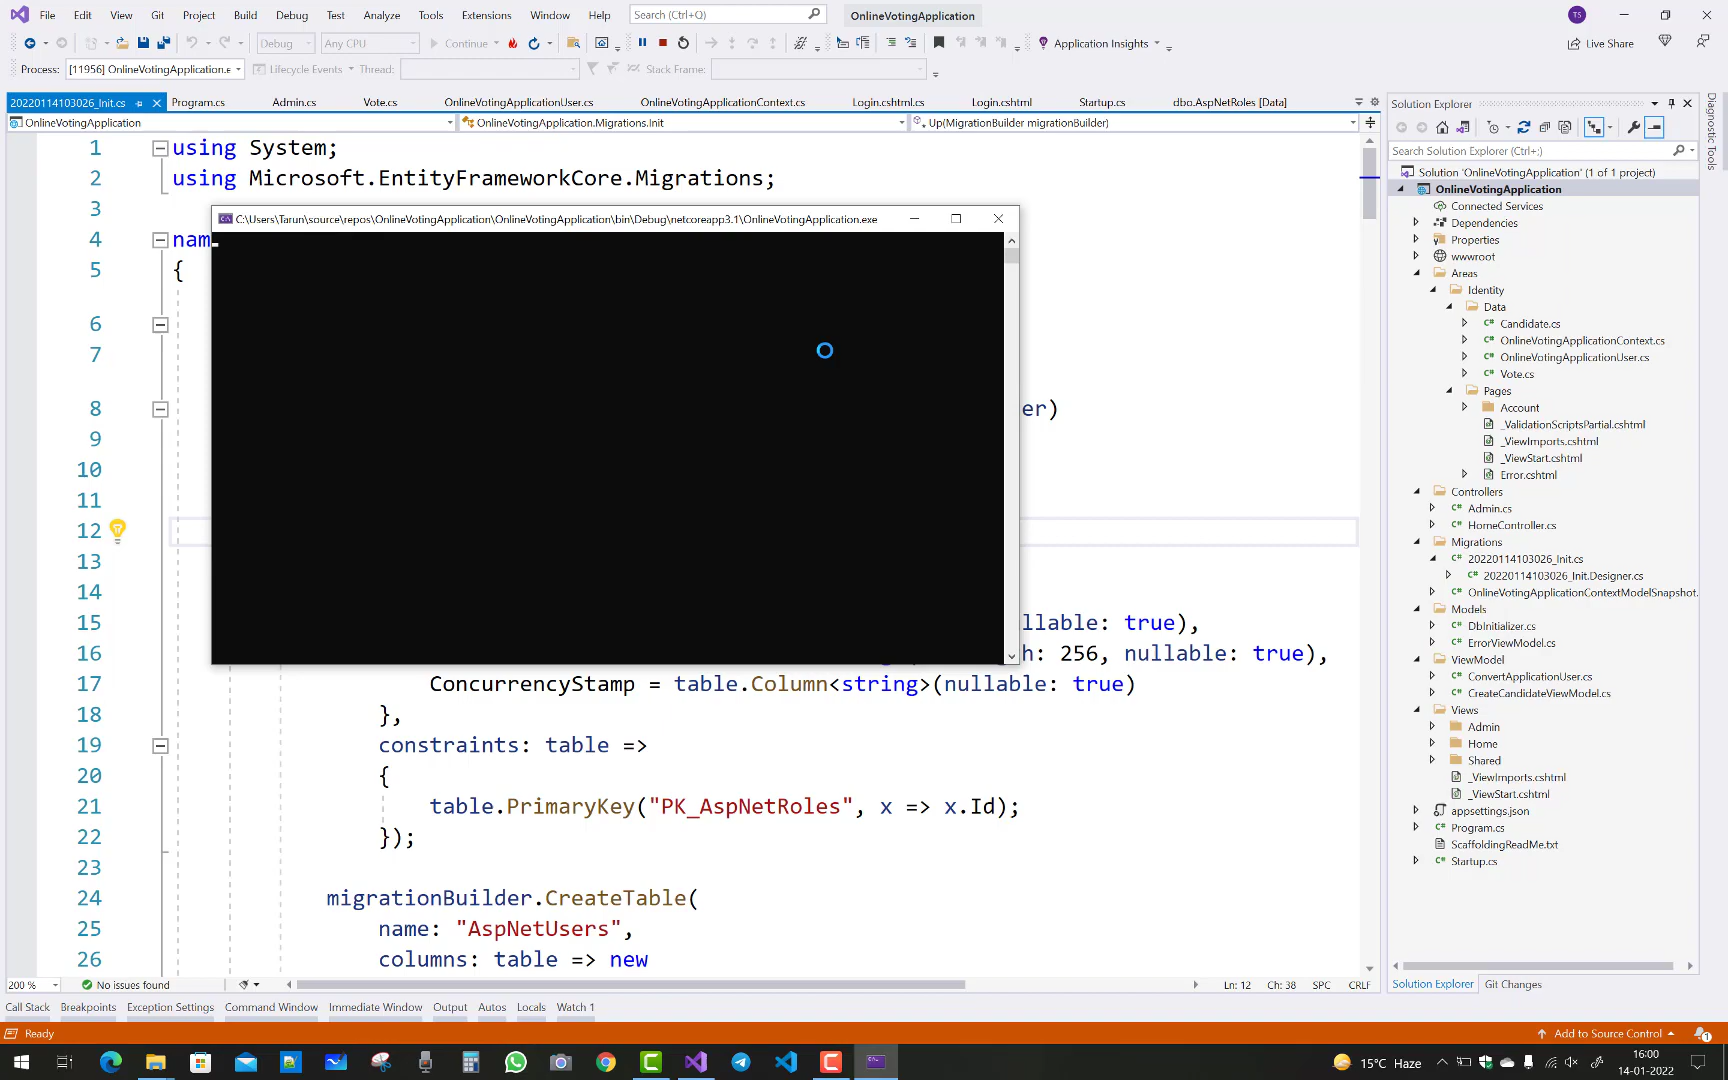 File Edit View Git Project Build Debug Test Analyze Tools Extensions Window Help Search (Ctrl+Q) OnlineVotingApplication TS
Debug Any CPU Continue Application Insights Live Share
Process: [11956] OnlineVotingApplication.e Lifecycle Events Thread: Stack Frame:
20220114103026_Init.cs Program.cs Admin.cs Vote.cs OnlineVotingApplicationUser.cs OnlineVotingApplicationContext.cs Login.cshtml.cs Login.cshtml Startup.cs dbo.AspNetRoles [Data]
OnlineVotingApplication OnlineVotingApplication.Migrations.Init Up(MigrationBuilder migrationBuilder)
1 using System;
2 using Microsoft.EntityFrameworkCore.Migrations;
3
C:\Users\Tarun\source\repos\OnlineVotingApplication\OnlineVotingApplication\bin\Debug\netcoreapp3.1\OnlineVotingApplication.exe
4 nam
5 {
6
7
8 er)
9
10
11
12
13
14
15 llable: true),
16 h: 256, nullable: true),
17 ConcurrencyStamp = table.Column<string>(nullable: true)
18 },
19 constraints: table =>
20 {
21 table.PrimaryKey("PK_AspNetRoles", x => x.Id);
22 });
23
24 migrationBuilder.CreateTable(
25 name: "AspNetUsers",
26 columns: table => new
200 % No issues found Ln: 12 Ch: 38 SPC CRLF
Call Stack Breakpoints Exception Settings Command Window Immediate Window Output Autos Locals Watch 1
Solution Explorer
Search Solution Explorer (Ctrl+;)
Solution 'OnlineVotingApplication' (1 of 1 project)
OnlineVotingApplication
Connected Services
Dependencies
Properties
wwwroot
Areas
Identity
Data
Candidate.cs
OnlineVotingApplicationContext.cs
OnlineVotingApplicationUser.cs
Vote.cs
Pages
Account
_ValidationScriptsPartial.cshtml
_ViewImports.cshtml
_ViewStart.cshtml
Error.cshtml
Controllers
Admin.cs
HomeController.cs
Migrations
20220114103026_Init.cs
20220114103026_Init.Designer.cs
OnlineVotingApplicationContextModelSnapshot.
Models
DbInitializer.cs
ErrorViewModel.cs
ViewModel
ConvertApplicationUser.cs
CreateCandidateViewModel.cs
Views
Admin
Home
Shared
_ViewImports.cshtml
_ViewStart.cshtml
appsettings.json
Program.cs
ScaffoldingReadMe.txt
Startup.cs
Solution Explorer Git Changes
Diagnostic Tools
Ready Add to Source Control 1
15°C Haze 16:00
14-01-2022